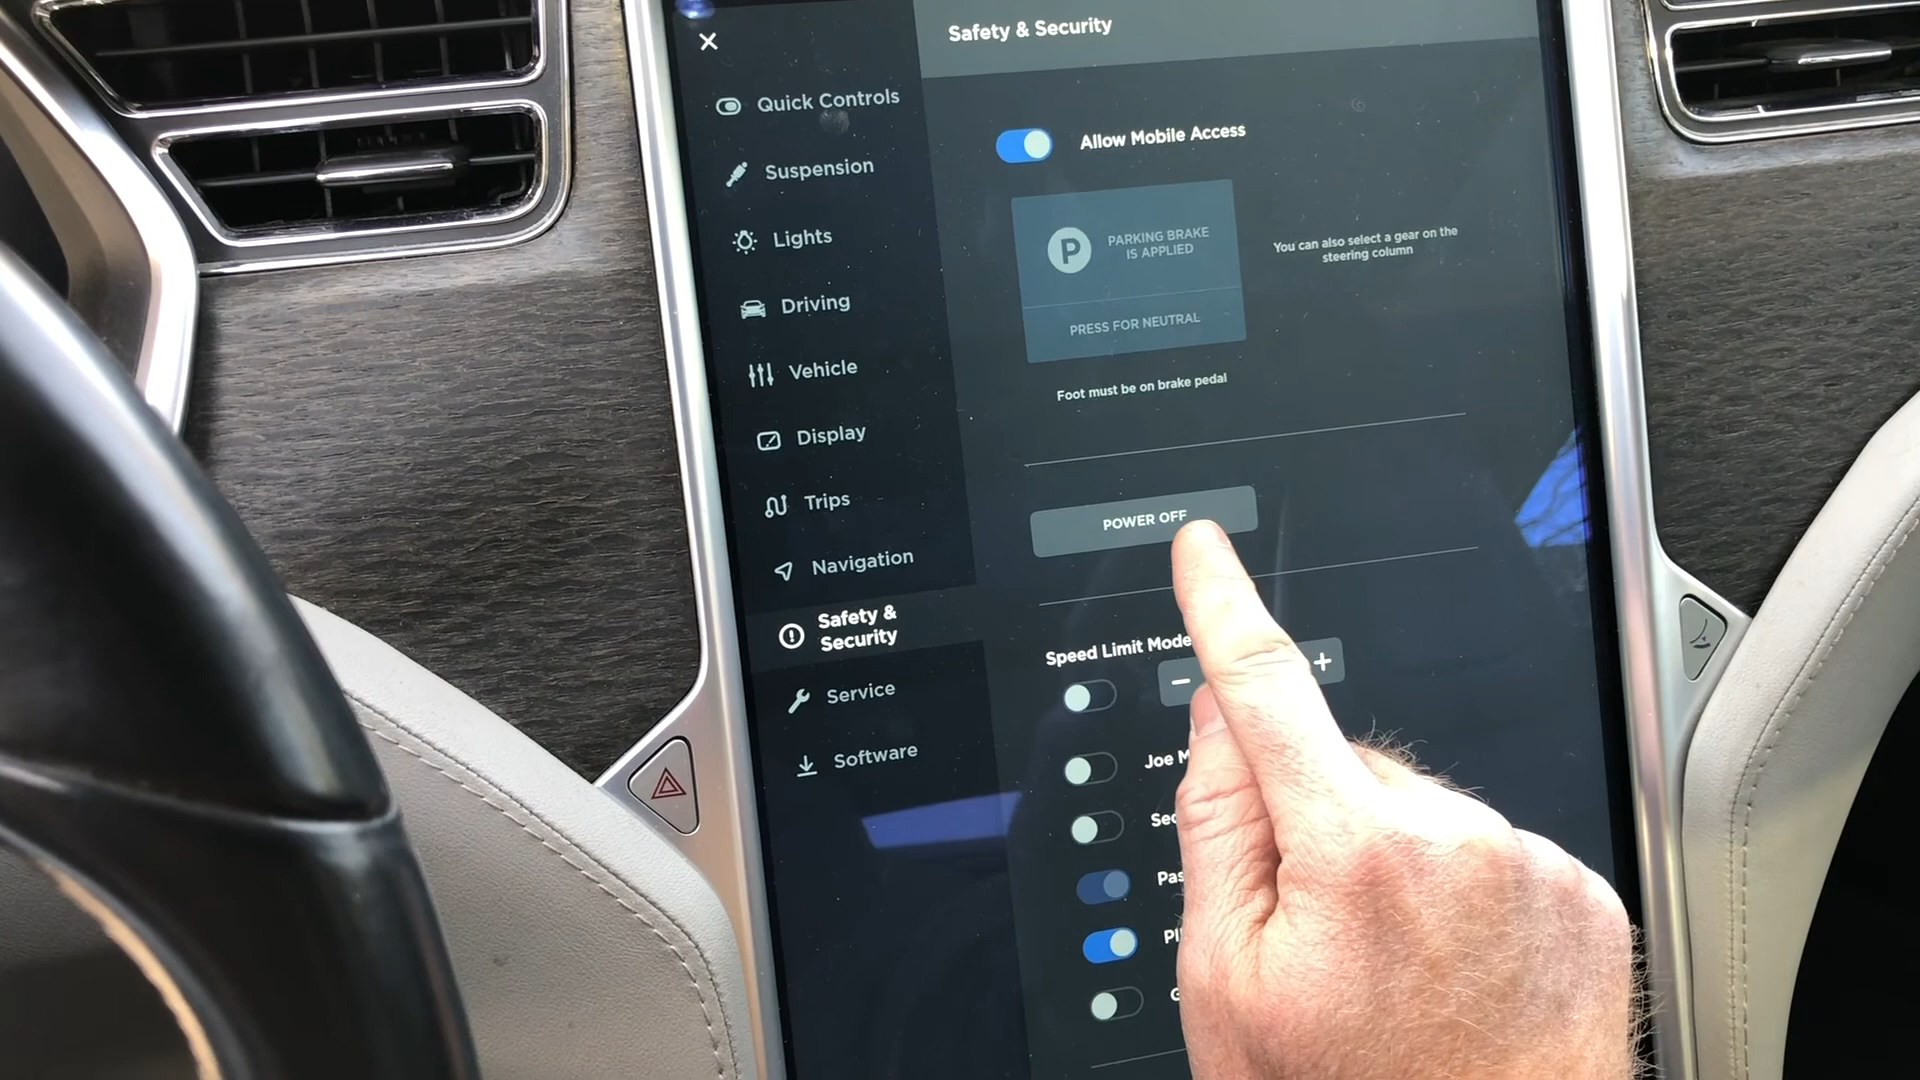 Safety & Security
Quick Controls
Suspension
Lights
Driving
Vehicle
Display
Trips
Navigation
Safety &
Security
Service
Software
Allow Mobile Access
P
PARKING BRAKE
IS APPLIED
PRESS FOR NEUTRAL
You can also select a gear on the
steering column
Foot must be on brake pedal
POWER OFF
Speed Limit Mode
Joe